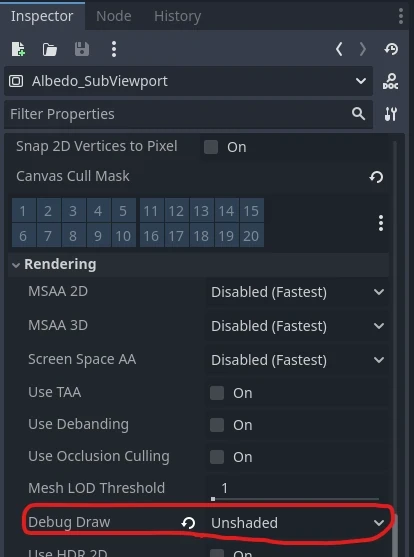 Inspector Node History
Albedo_SubViewport
DOC
Filter Properties
Snap 2D Vertices to Pixel On
Canvas Cull Mask
1 2 3 4 5 11 12 13 14 15
6 7 8 9 10 16 17 18 19 20
Rendering
MSAA 2D Disabled (Fastest)
MSAA 3D Disabled (Fastest)
Screen Space AA Disabled (Fastest)
Use TAA On
Use Debanding On
Use Occlusion Culling On
Mesh LOD Threshold 1
Debug Draw Unshaded
Use HDR 2D On